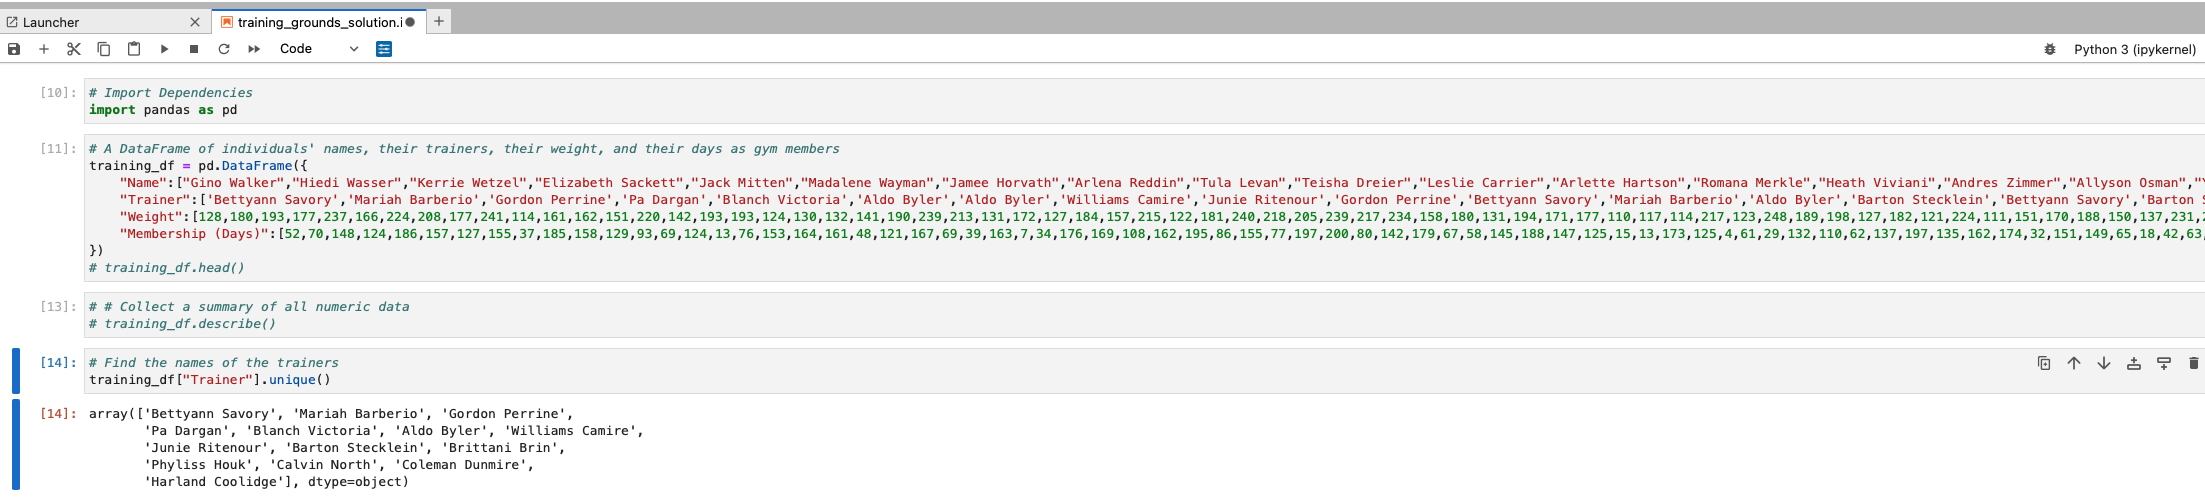 Launcher
training_grounds_solution.i
Code
Python 3 (ipykernel)
[10]:
# Import Dependencies
import pandas as pd
[11]:
# A DataFrame of individuals' names, their trainers, their weight, and their days as gym members
training_df = pd.DataFrame({
"Name":["Gino Walker","Hiedi Wasser","Kerrie Wetzel","Elizabeth Sackett","Jack Mitten","Madalene Wayman","Jamee Horvath","Arlena Reddin","Tula Levan","Teisha Dreier","Leslie Carrier","Arlette Hartson","Romana Merkle","Heath Viviani","Andres Zimmer","Allyson Osman","Y
"Trainer":['Bettyann Savory','Mariah Barberio','Gordon Perrine','Pa Dargan','Blanch Victoria','Aldo Byler','Aldo Byler','Williams Camire','Junie Ritenour','Gordon Perrine','Bettyann Savory','Mariah Barberio','Aldo Byler','Barton Stecklein','Bettyann Savory','Barton S
"Weight":[128,180,193,177,237,166,224,208,177,241,114,161,162,151,220,142,193,193,124,130,132,141,190,239,213,131,172,127,184,157,215,122,181,240,218,205,239,217,234,158,180,131,194,171,177,110,117,114,217,123,248,189,198,127,182,121,224,111,151,170,188,150,137,231,2
"Membership (Days)":[52,70,148,124,186,157,127,155,37,185,158,129,93,69,124,13,76,153,164,161,48,121,167,69,39,163,7,34,176,169,108,162,195,86,155,77,197,200,80,142,179,67,58,145,188,147,125,15,13,173,125,4,61,29,132,110,62,137,197,135,162,174,32,151,149,65,18,42,63,
})
# training_df.head()
[13]:
# # Collect a summary of all numeric data
# training_df.describe()
[14]:
# Find the names of the trainers
training_df["Trainer"].unique()
[14]:
array(['Bettyann Savory', 'Mariah Barberio', 'Gordon Perrine',
'Pa Dargan', 'Blanch Victoria', 'Aldo Byler', 'Williams Camire',
'Junie Ritenour', 'Barton Stecklein', 'Brittani Brin',
'Phyliss Houk', 'Calvin North', 'Coleman Dunmire',
'Harland Coolidge'], dtype=object)